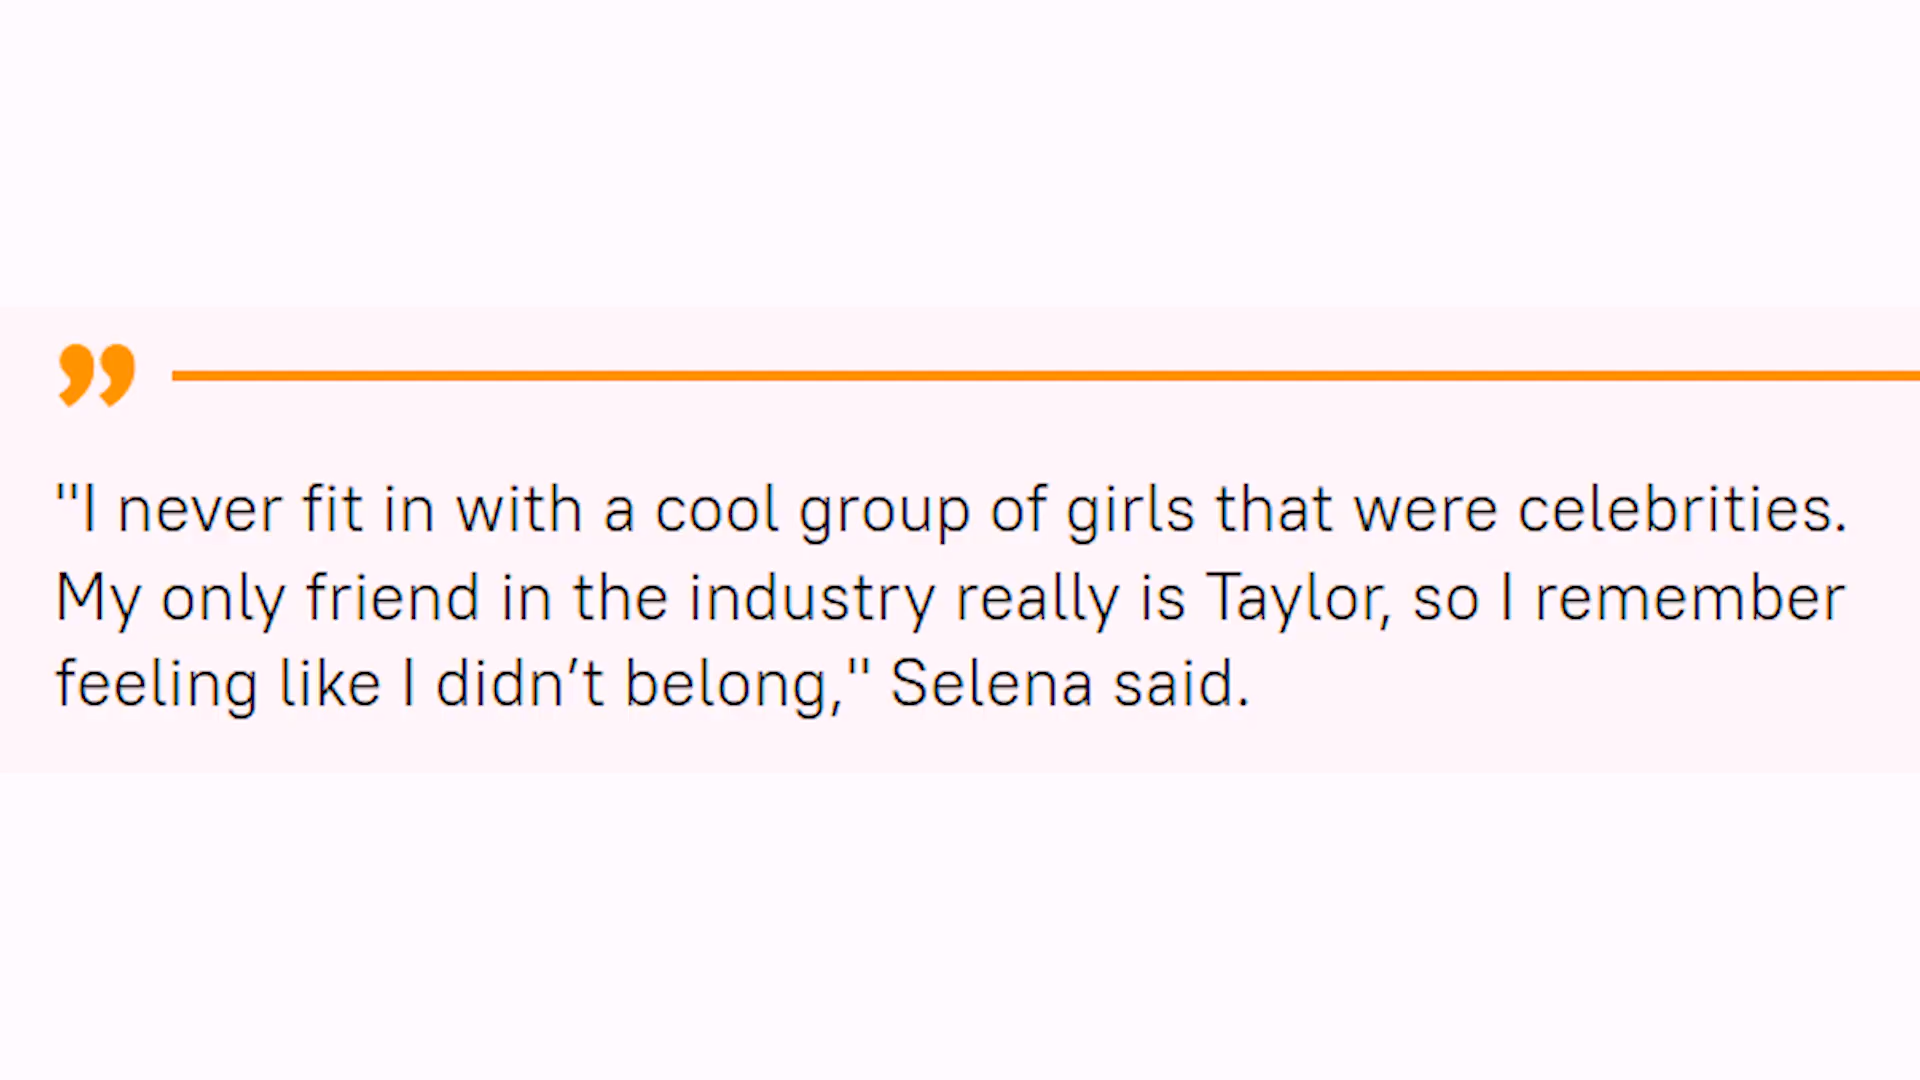 "I never fit in with a cool group of girls that were celebrities.
My only friend in the industry really is Taylor, so I remember
feeling like I didn’t belong," Selena said.